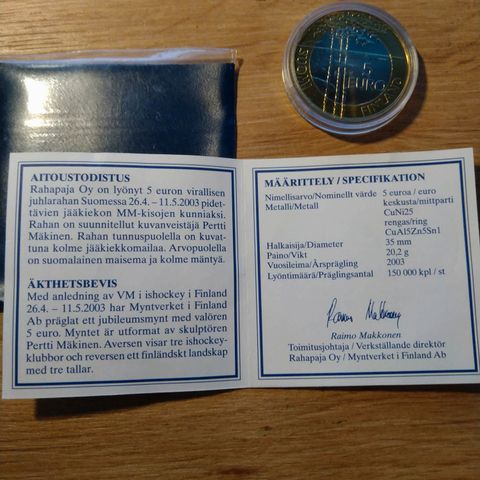 SUOMI
5
EURO
FINLAND
AITOUSTODISTUS
Rahapaja Oy on lyönyt 5 euron virallisen
juhlarahan Suomessa 26.4. – 11.5.2003 pidet-
tävien jääkiekon MM-kisojen kunniaksi.
Rahan on suunnitellut kuvanveistäjä Pertti
Mäkinen. Rahan tunnuspuolella on kuvat-
tuna kolme jääkiekkomailaa. Arvopuolella
on suomalainen maisema ja kolme mäntyä.
ÄKTHETSBEVIS
Med anledning av VM i ishockey i Finland
26.4. – 11.5.2003 har Myntverket i Finland
Ab präglat ett jubileumsmynt med valören
5 euro. Myntet är utformat av skulptören
Pertti Mäkinen. Aversen visar tre ishockey-
klubbor och reversen ett finländskt landskap
med tre tallar.
MÄÄRITTELY / SPECIFIKATION
Nimellisarvo/Nominellt värde 5 euroa / euro
Metalli/Metall keskusta/mittparti
CuNi25
rengas/ring
CuAl5Zn5Sn1
Halkaisija/Diameter 35 mm
Paino/Vikt 20,2 g
Vuosileima/Årsprägling 2003
Lyöntimäärä/Präglingsantal 150 000 kpl / st
Raimo Makkonen
Raimo Makkonen
Toimitusjohtaja / Verkställande direktör
Rahapaja Oy / Myntverket i Finland Ab